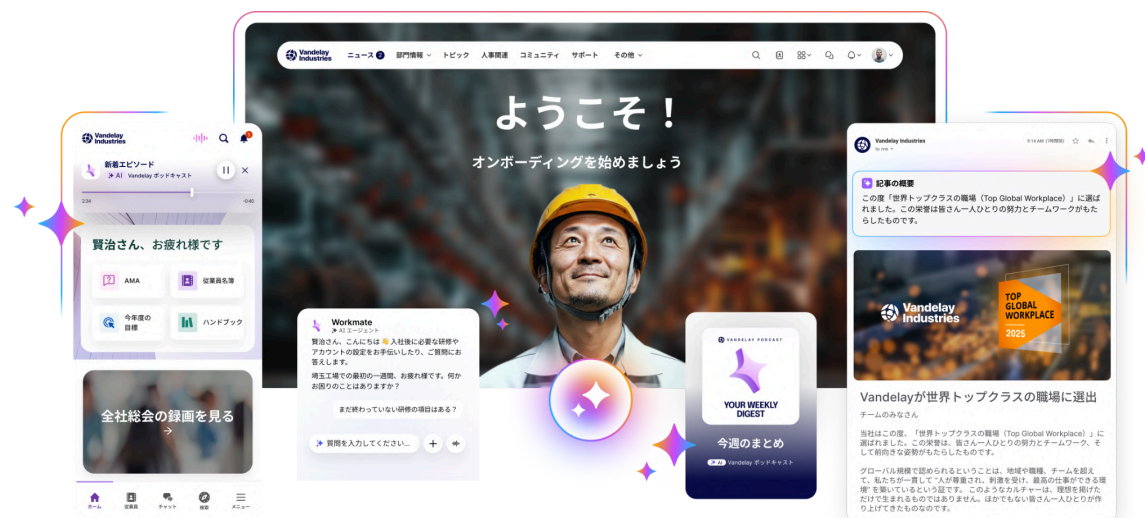 Vandelay
Industries
ニュース 2
部門情報
トピック
人事関連
コミュニティ
サポート
その他
ようこそ！
オンボーディングを始めましょう
Vandelay
Industries
1
新着エピソード
AI Vandelay ポッドキャスト
2:34
-0:40
賢治さん、お疲れ様です
AMA
従業員名簿
今年度の
目標
ハンドブック
全社総会の録画を見る
→
ホーム
従業員
チャット
検索
メニュー
Workmate
AI エージェント
賢治さん、こんにちは 👋 入社後に必要な研修や
アカウントの設定をお手伝いしたり、ご質問にお
答えします。
埼玉工場での最初の一週間、お疲れ様です。何か
お困りのことはありますか？
まだ終わっていない研修の項目はある？
質問を入力してください...
VANDELAY PODCAST
YOUR WEEKLY
DIGEST
今週のまとめ
AI Vandelay ポッドキャスト
Vandelay Industries
to me
9:14 AM (1時間前)
記事の概要
この度「世界トップクラスの職場（Top Global Workplace）」に選ば
れました。この栄誉は皆さん一人ひとりの努力とチームワークがもた
らしたものです。
Vandelay
Industries
TOP
GLOBAL
WORKPLACE
2025
Vandelayが世界トップクラスの職場に選出
チームのみなさん
当社はこの度、「世界トップクラスの職場（Top Global Workplace）」に
選ばれました。この栄誉は、皆さん一人ひとりの努力とチームワーク、そ
して前向きな姿勢がもたらしたものです。
グローバル規模で認められるということは、地域や職種、チームを超え
て、私たちが一貫して “人が尊重され、刺激を受け、最高の仕事ができる環
境” を築いているという証です。 このようなカルチャーは、理想を掲げた
だけで生まれるものではありません。ほかでもない皆さん一人ひとりが作
り上げてきたものなのです。